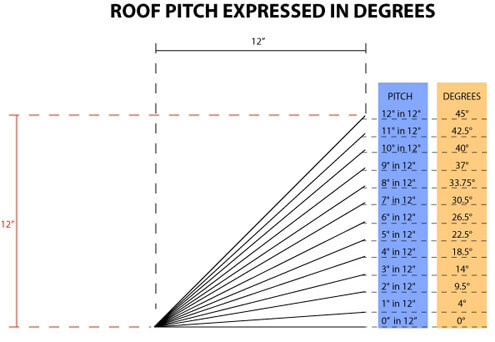 ROOF PITCH EXPRESSED IN DEGREES
12"
12"
PITCH DEGREES
12" in 12" 45°
11" in 12" 42.5°
10" in 12" 40°
9" in 12" 37°
8" in 12" 33.75°
7" in 12" 30.5°
6" in 12" 26.5°
5" in 12" 22.5°
4" in 12" 18.5°
3" in 12" 14°
2" in 12" 9.5°
1" in 12" 4°
0" in 12" 0°